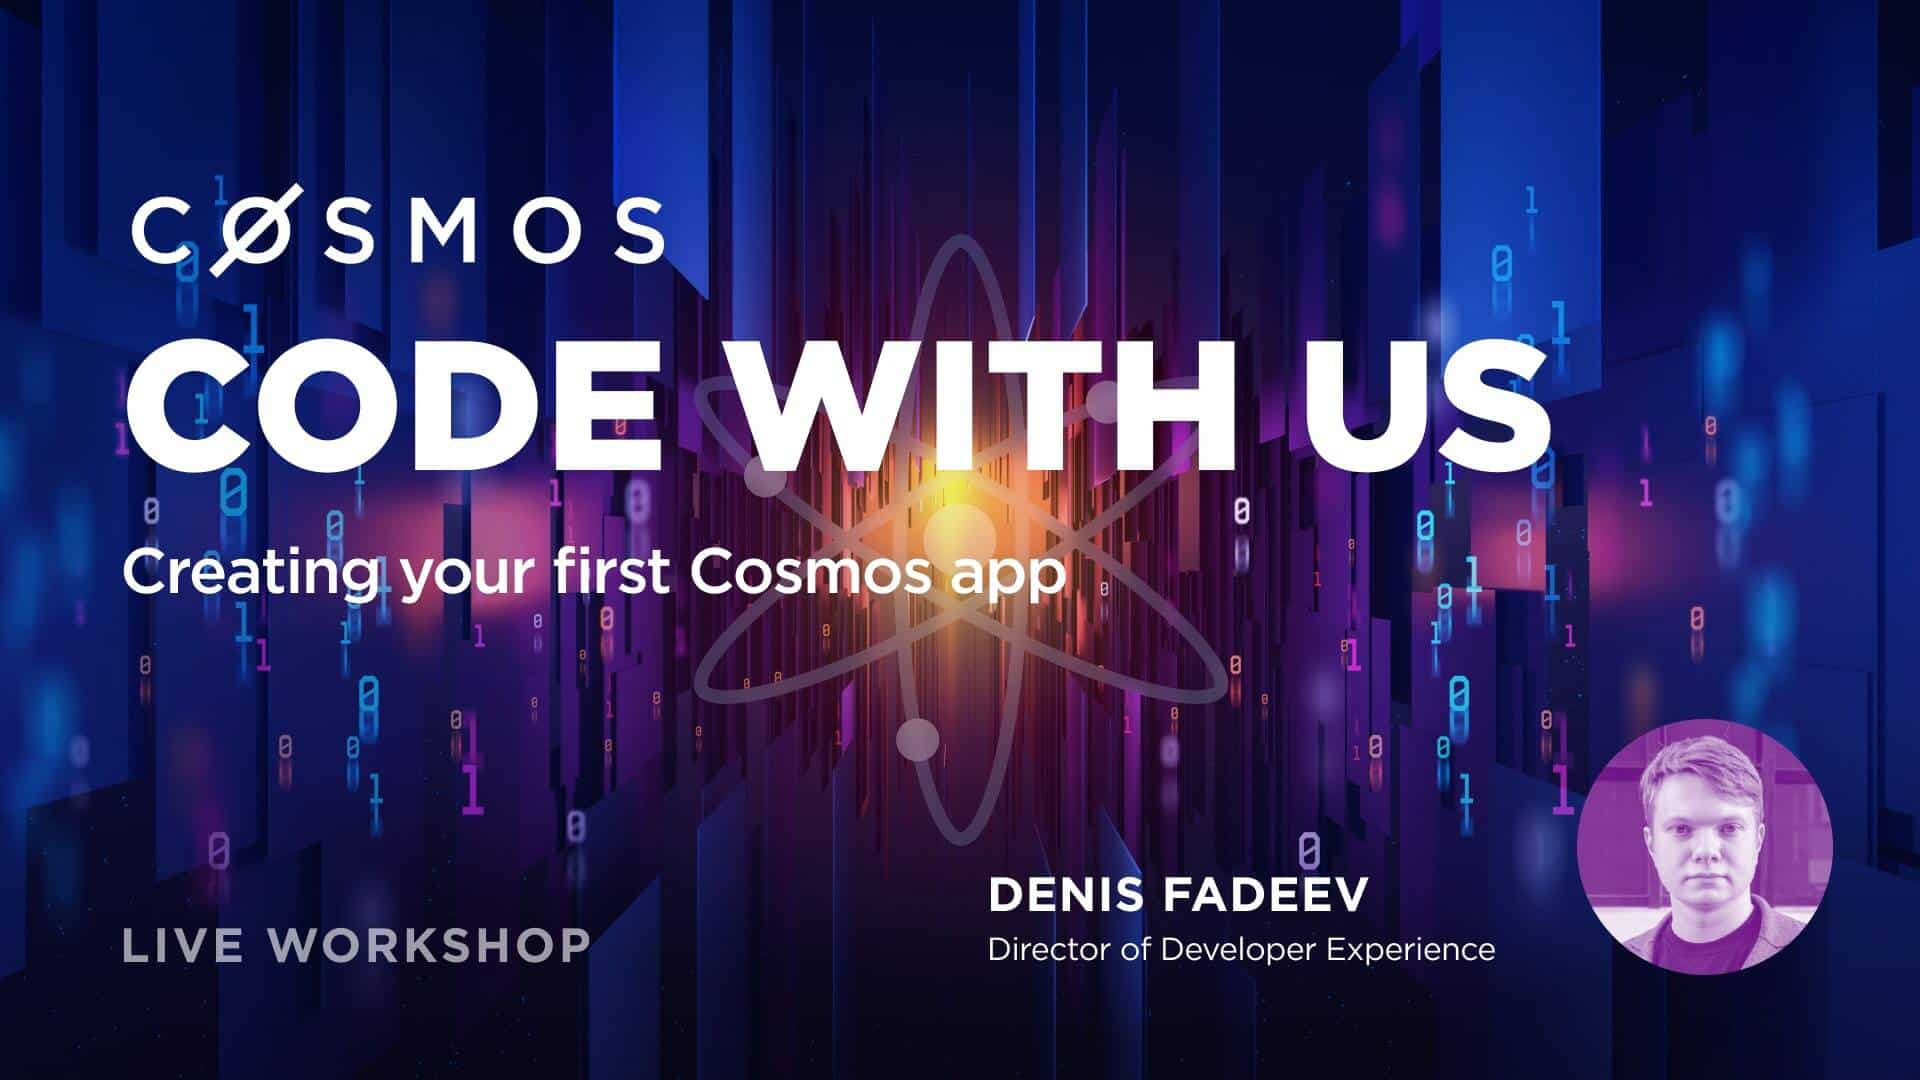 CØSMOS
CODE WITH US
Creating your first Cosmos app
DENIS FADEEV
Director of Developer Experience
LIVE WORKSHOP